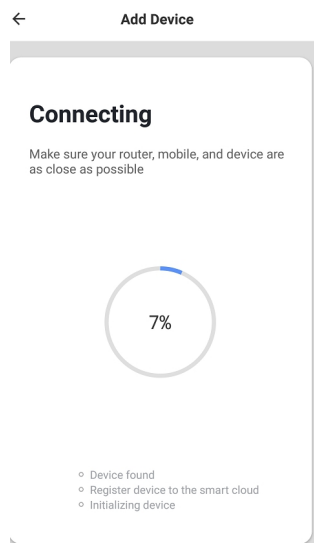 Add Device
Connecting
Make sure your router, mobile, and device are
as close as possible
7%
Device found
Register device to the smart cloud
Initializing device